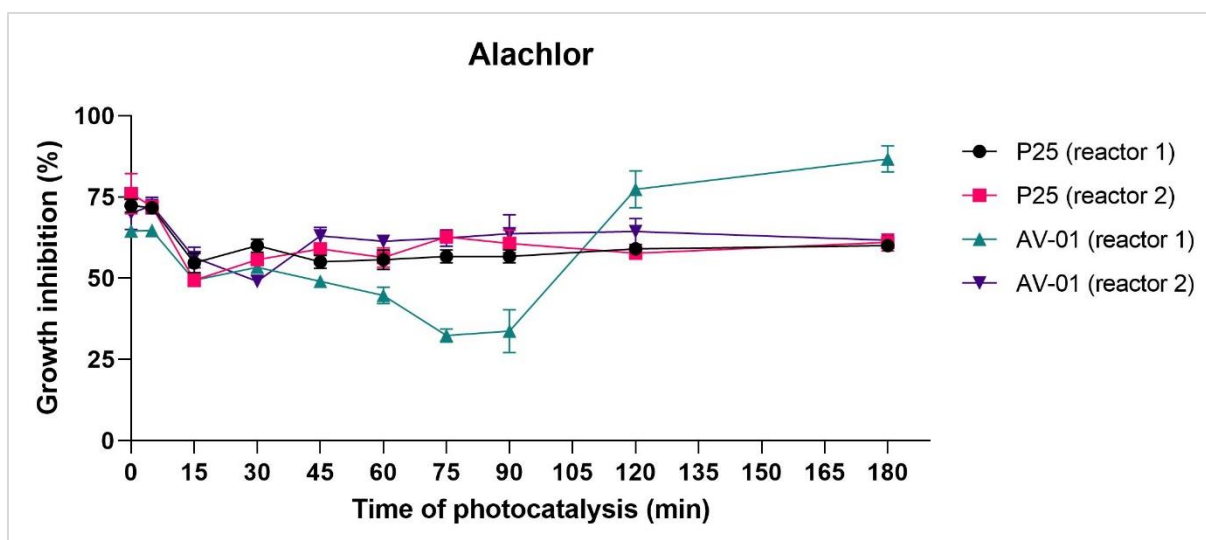 Alachlor
Growth inhibition (%)
100
75
50
25
0
0 15 30 45 60 75 90 105 120 135 150 165 180
Time of photocatalysis (min)
P25 (reactor 1)
P25 (reactor 2)
AV-01 (reactor 1)
AV-01 (reactor 2)